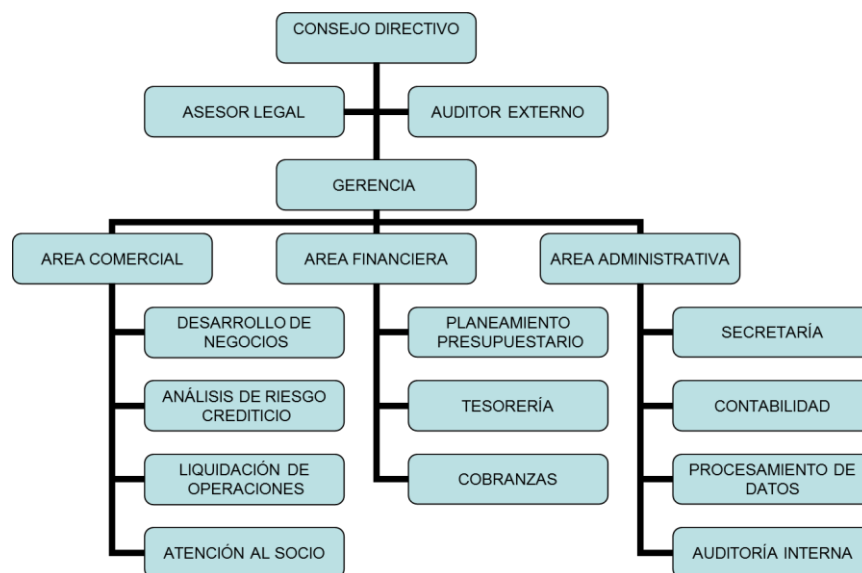 CONSEJO DIRECTIVO
ASESOR LEGAL
AUDITOR EXTERNO
GERENCIA
AREA COMERCIAL
AREA FINANCIERA
AREA ADMINISTRATIVA
DESARROLLO DE
NEGOCIOS
PLANEAMIENTO
PRESUPUESTARIO
SECRETARÍA
ANÁLISIS DE RIESGO
CREDITICIO
TESORERÍA
CONTABILIDAD
LIQUIDACIÓN DE
OPERACIONES
COBRANZAS
PROCESAMIENTO DE
DATOS
ATENCIÓN AL SOCIO
AUDITORÍA INTERNA